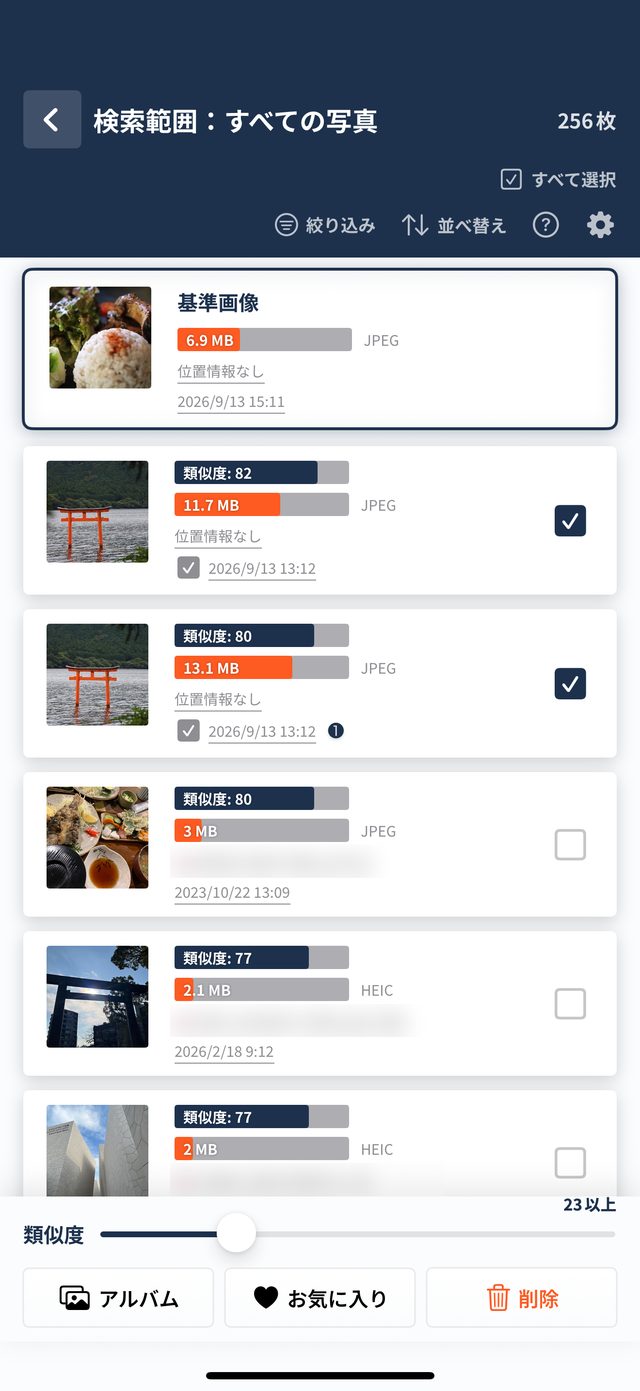 検索範囲：すべての写真
256枚
すべて選択
絞り込み
並べ替え
?
基準画像
6.9 MB JPEG
位置情報なし
2026/9/13 15:11
類似度: 82
11.7 MB JPEG
位置情報なし
2026/9/13 13:12
類似度: 80
13.1 MB JPEG
位置情報なし
2026/9/13 13:12 1
類似度: 80
3 MB JPEG
2023/10/22 13:09
類似度: 77
2.1 MB HEIC
2026/2/18 9:12
類似度: 77
2 MB HEIC
23以上
類似度
アルバム
お気に入り
削除